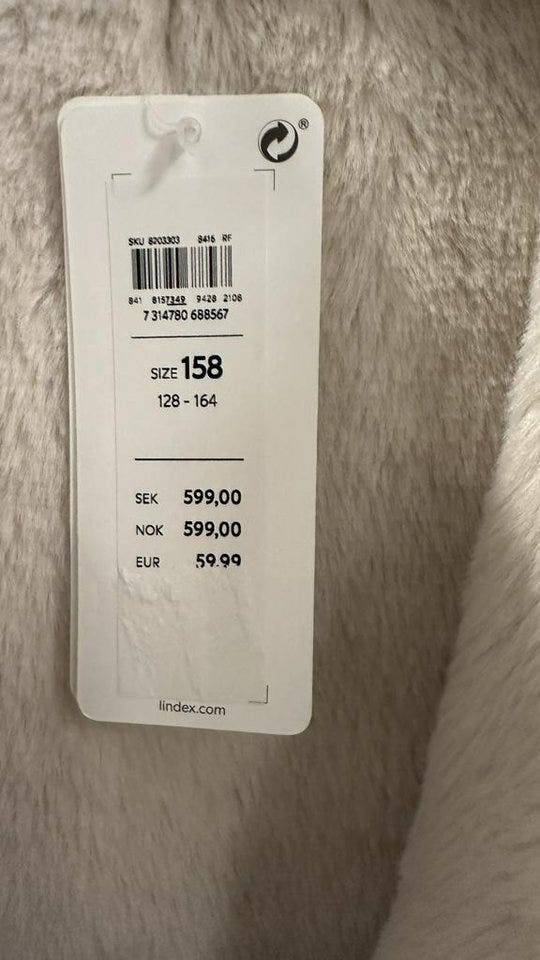 ®
SKU 8203303 8415 RF
841 8157349 9428 2108
7 314780 688567
SIZE 158
128 - 164
SEK 599,00
NOK 599,00
EUR 59.99
lindex.com